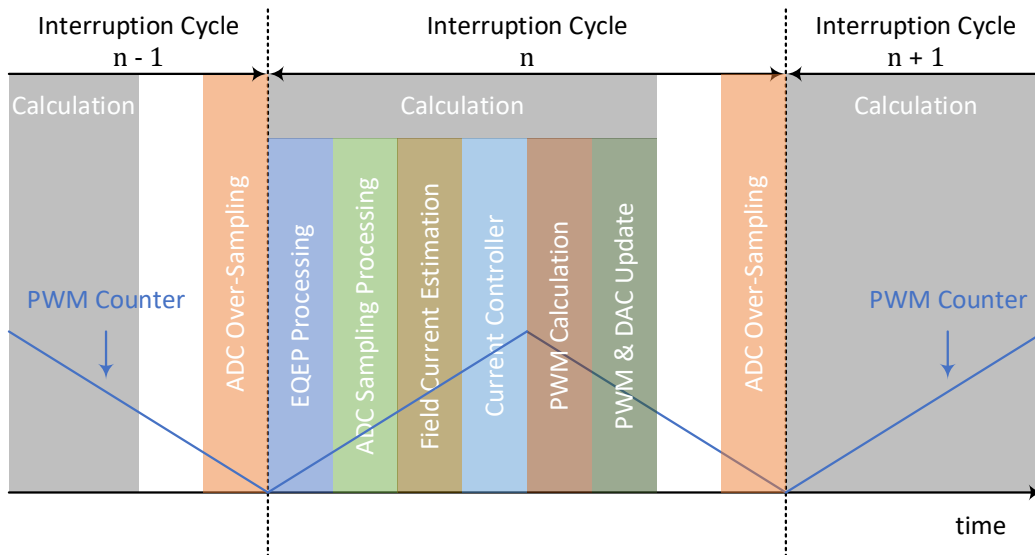 Interruption Cycle
n - 1
Interruption Cycle
n
Interruption Cycle
n + 1
Calculation
Calculation
Calculation
ADC Over-Sampling
EQEP Processing
ADC Sampling Processing
Field Current Estimation
Current Controller
PWM Calculation
PWM & DAC Update
ADC Over-Sampling
PWM Counter
PWM Counter
time